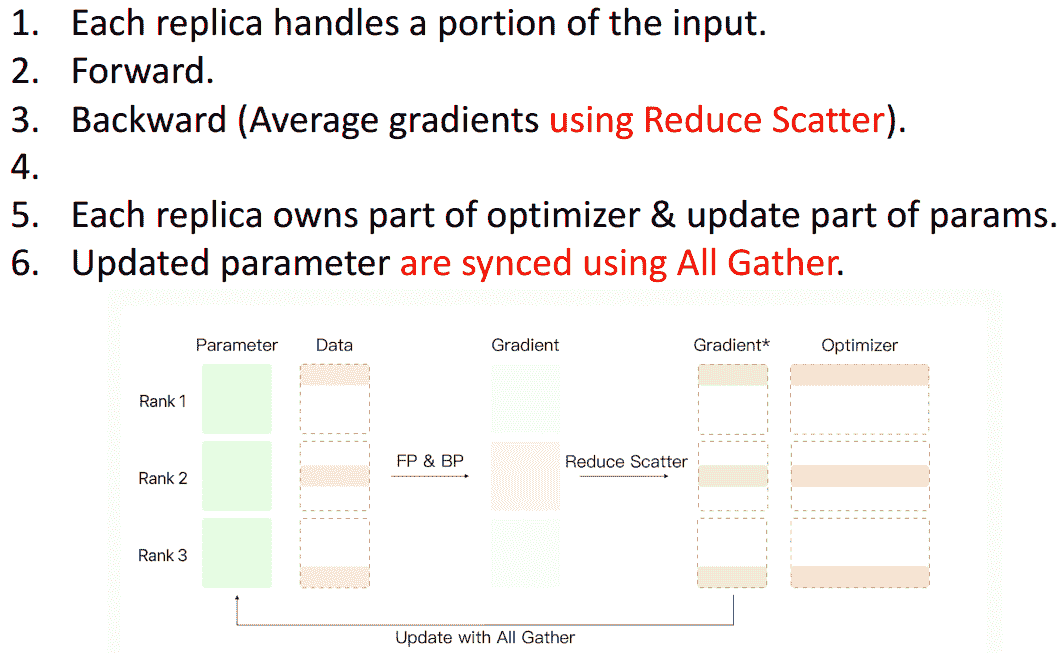 1. Each replica handles a portion of the input.
2. Forward.
3. Backward (Average gradients using Reduce Scatter).
4.
5. Each replica owns part of optimizer & update part of params.
6. Updated parameter are synced using All Gather.
Parameter Data Gradient Gradient* Optimizer
Rank 1
FP & BP Reduce Scatter
Rank 2
Rank 3
Update with All Gather